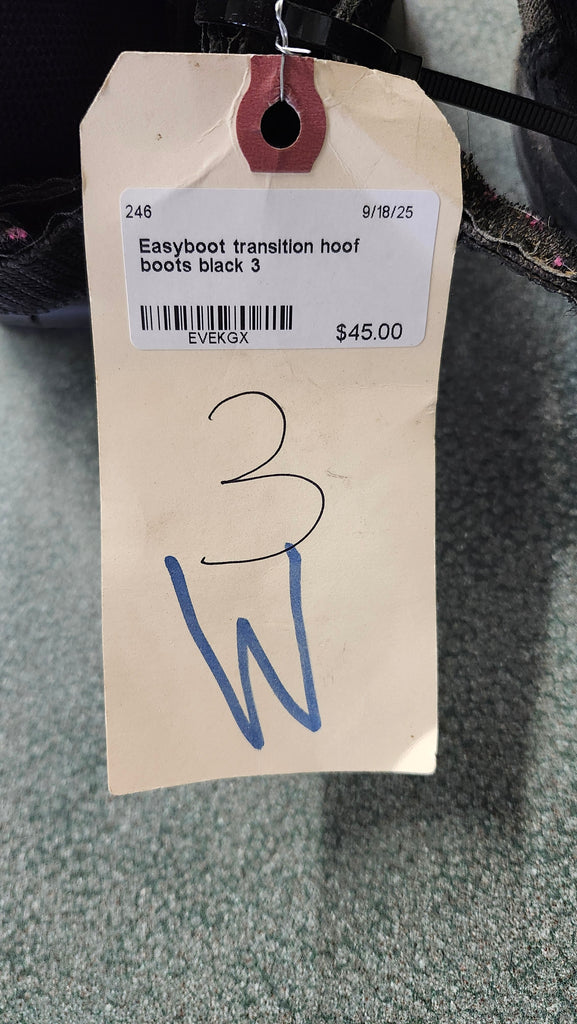 246 9/18/25
Easyboot transition hoof
boots black 3
EVEKGX $45.00
3
W